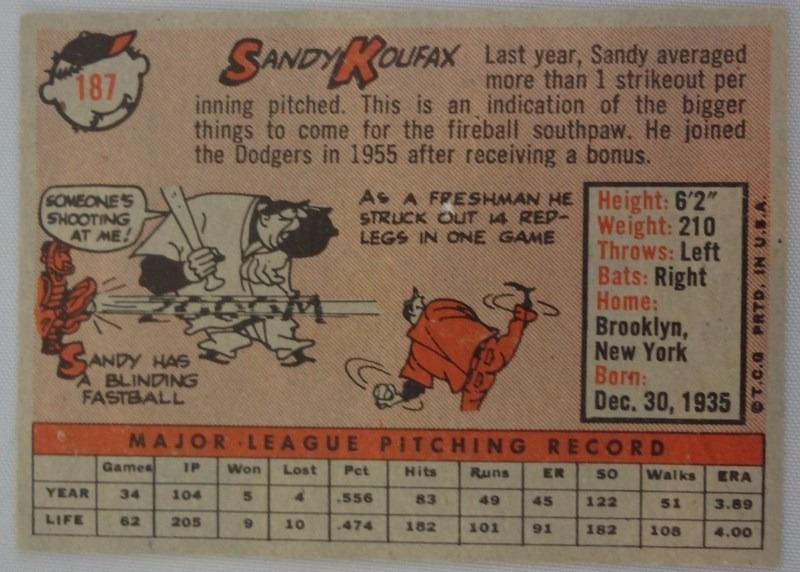 187
SANDY KOUFAX
Last year, Sandy averaged
more than 1 strikeout per
inning pitched. This is an indication of the bigger
things to come for the fireball southpaw. He joined
the Dodgers in 1955 after receiving a bonus.
SOMEONE'S
SHOOTING
AT ME!
ZOOOOM
SANDY HAS
A BLINDING
FASTBALL
AS A FRESHMAN HE
STRUCK OUT 14 RED-
LEGS IN ONE GAME
Height: 6'2"
Weight: 210
Throws: Left
Bats: Right
Home:
Brooklyn,
New York
Born:
Dec. 30, 1935
© T.C.G. PRTD. IN U.S.A.
MAJOR LEAGUE PITCHING RECORD
Games IP Won Lost Pct Hits Runs ER SO Walks ERA
YEAR 34 104 5 4 .556 83 49 45 122 51 3.89
LIFE 62 205 9 10 .474 182 101 91 182 108 4.00